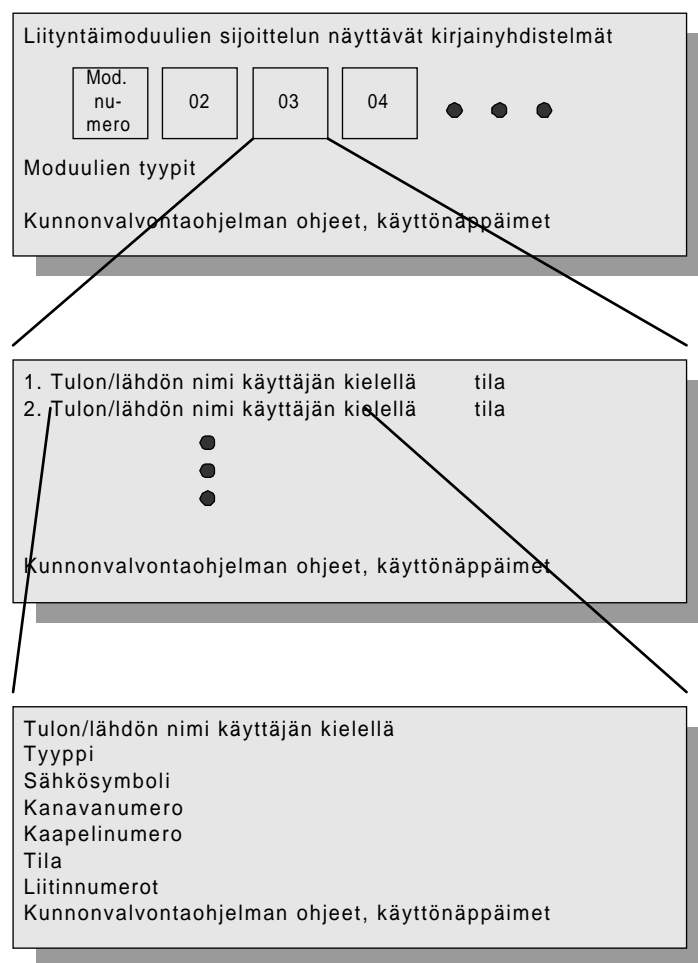 Liityntäimoduulien sijoittelun näyttävät kirjainyhdistelmät
Mod.
nu-
mero
02
03
04
Moduulien tyypit
Kunnonvalvontaohjelman ohjeet, käyttönäppäimet
1. Tulon/lähdön nimi käyttäjän kielellä tila
2. Tulon/lähdön nimi käyttäjän kielellä tila
Kunnonvalvontaohjelman ohjeet, käyttönäppäimet
Tulon/lähdön nimi käyttäjän kielellä
Tyyppi
Sähkösymboli
Kanavanumero
Kaapelinumero
Tila
Liitinnumerot
Kunnonvalvontaohjelman ohjeet, käyttönäppäimet